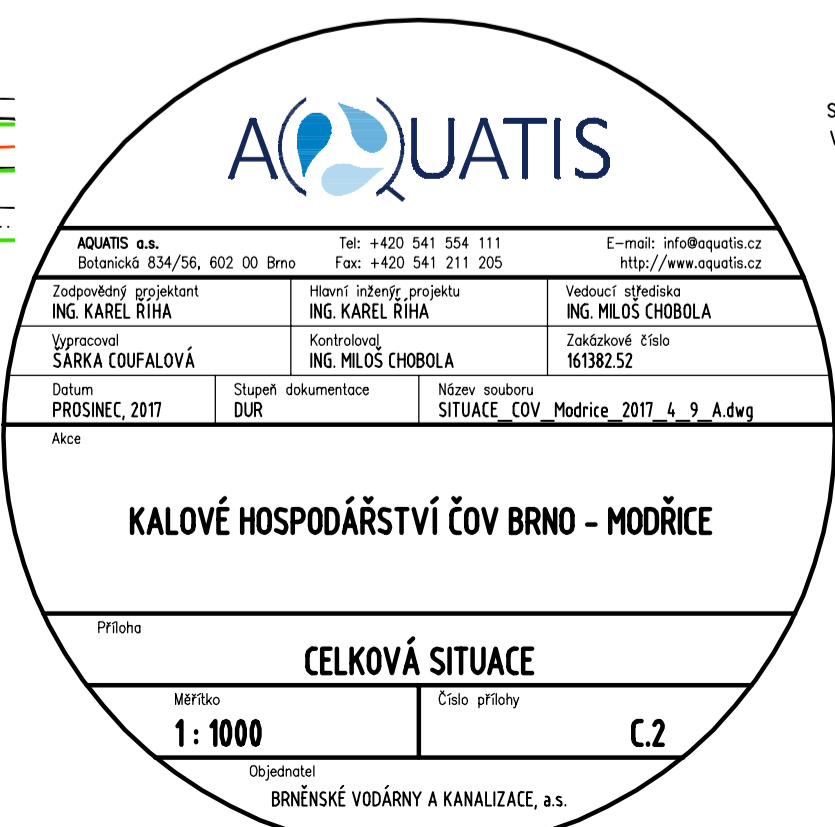 AQUATIS
AQUATIS a.s. Tel: +420 541 554 111 E-mail: info@aquatis.cz
Botanická 834/56, 602 00 Brno Fax: +420 541 211 205 http://www.aquatis.cz
Zodpovědný projektant Hlavní inženýr projektu Vedoucí střediska
ING. KAREL ŘÍHA ING. KAREL ŘÍHA ING. MILOŠ CHOBOLA
Vypracoval Kontroloval Zakázkové číslo
ŠÁRKA COUFALOVÁ ING. MILOŠ CHOBOLA 161382.52
Datum Stupeň dokumentace Název souboru
PROSINEC, 2017 DUR SITUACE_COV_Modrice_2017_4_9_A.dwg
Akce
KALOVÉ HOSPODÁŘSTVÍ ČOV BRNO - MODŘICE
Příloha
CELKOVÁ SITUACE
Měřítko Číslo přílohy
1 : 1000 C.2
Objednatel
BRNĚNSKÉ VODÁRNY A KANALIZACE, a.s.